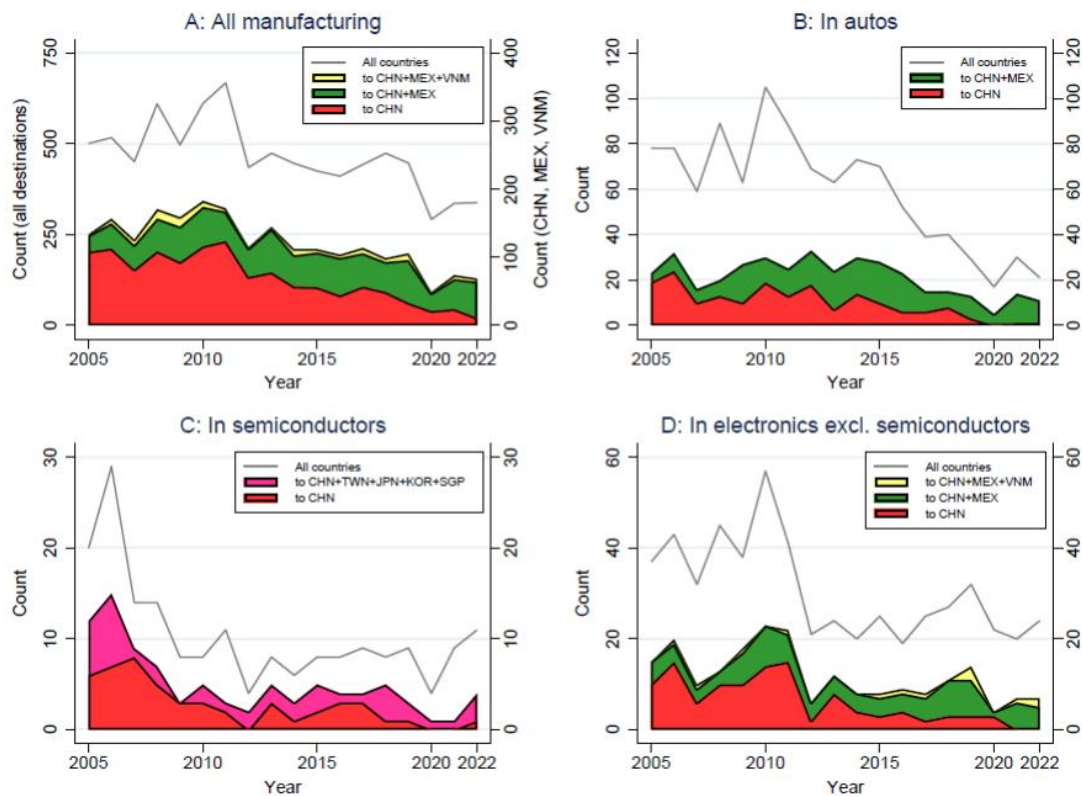 A: All manufacturing
All countries
to CHN+MEX+VNM
to CHN+MEX
to CHN
Count (all destinations)
0 250 500 750
Count (CHN, MEX, VNM)
0 100 200 300 400
2005 2010 2015 2020 2022
Year
B: In autos
All countries
to CHN+MEX
to CHN
Count
0 20 40 60 80 100 120
0 20 40 60 80 100 120
2005 2010 2015 2020 2022
Year
C: In semiconductors
All countries
to CHN+TWN+JPN+KOR+SGP
to CHN
Count
0 10 20 30
0 10 20 30
2005 2010 2015 2020 2022
Year
D: In electronics excl. semiconductors
All countries
to CHN+MEX+VNM
to CHN+MEX
to CHN
Count
0 20 40 60
0 20 40 60
2005 2010 2015 2020 2022
Year